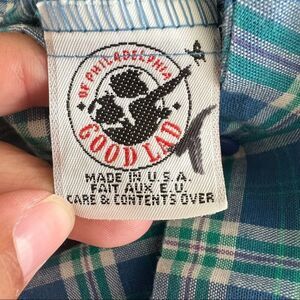 OF PHILADELPHIA
GOOD LAD
MADE IN U.S.A.
FAIT AUX E.U.
CARE & CONTENTS OVER